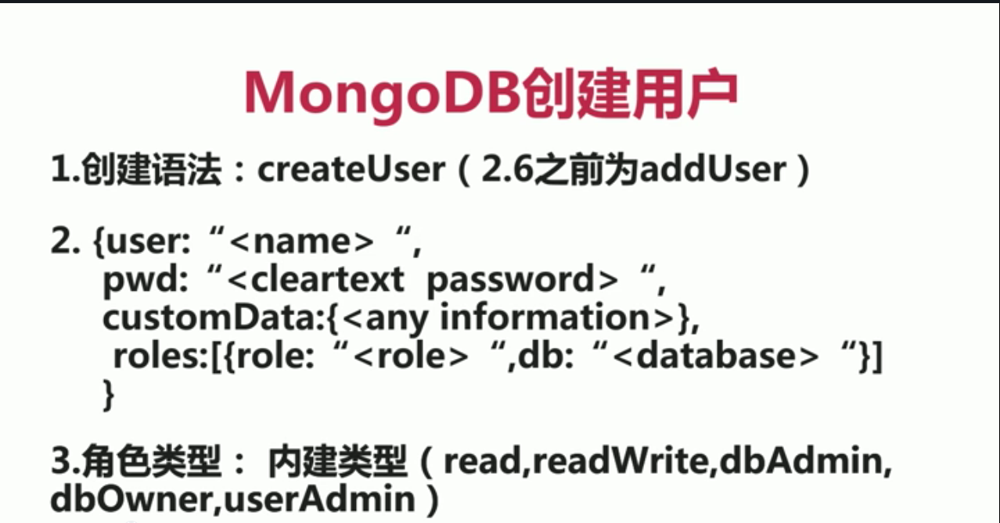 MongoDB创建用户
1.创建语法：createUser（2.6之前为addUser）
2. {user:“<name> “,
pwd:“<cleartext password> “,
customData:{<any information>},
roles:[{role:“<role> “,db:“<database> “}]
}
3.角色类型： 内建类型（read,readWrite,dbAdmin,
dbOwner,userAdmin）